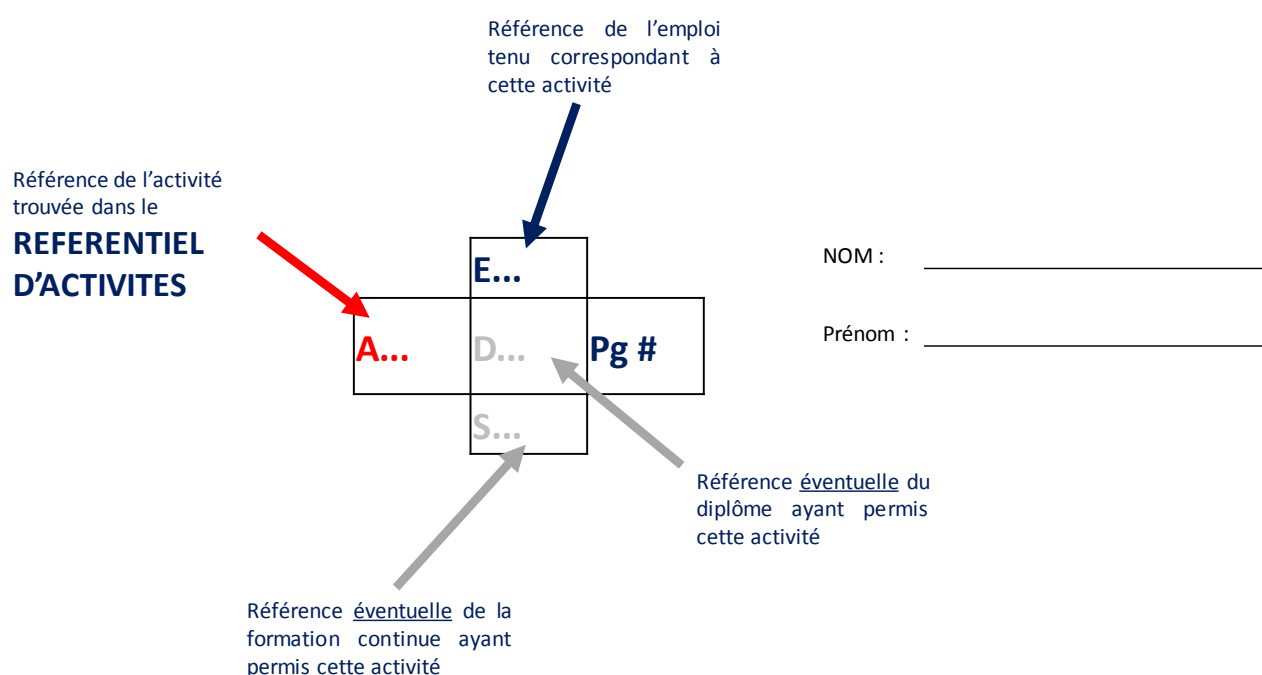 Référence de l'emploi
tenu correspondant à
cette activité
Référence de l’activité
trouvée dans le
REFERENTIEL
D’ACTIVITES
E...
A...
D...
Pg #
S...
NOM :
Prénom :
Référence éventuelle du
diplôme ayant permis
cette activité
Référence éventuelle de la
formation continue ayant
permis cette activité